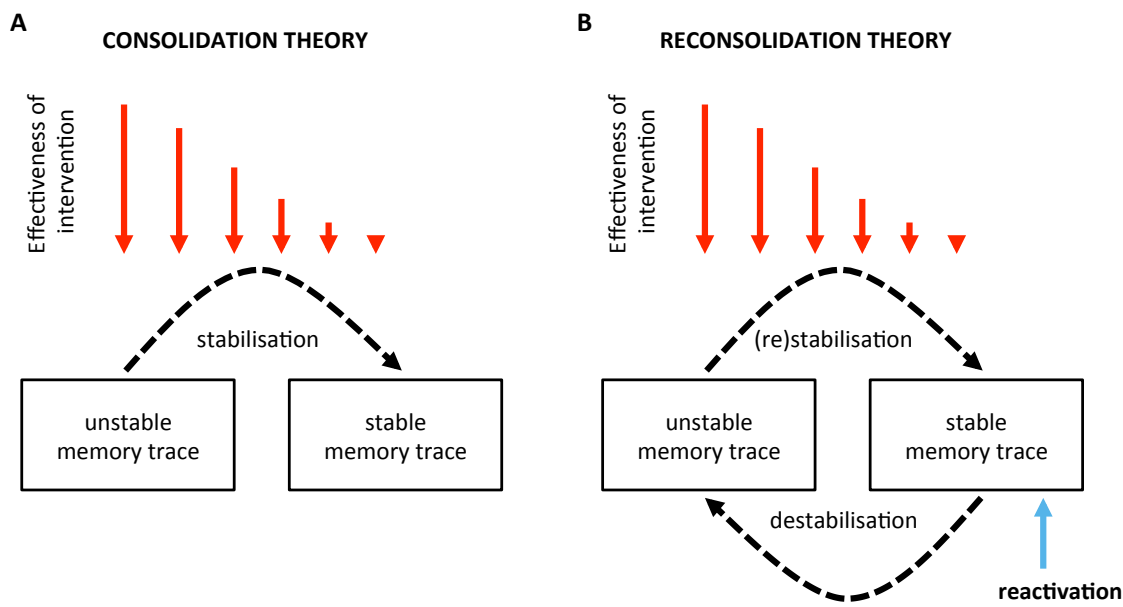 A
CONSOLIDATION THEORY
Effectiveness of
intervention
stabilisation
unstable
memory trace
stable
memory trace
B
RECONSOLIDATION THEORY
Effectiveness of
intervention
(re)stabilisation
unstable
memory trace
stable
memory trace
destabilisation
reactivation